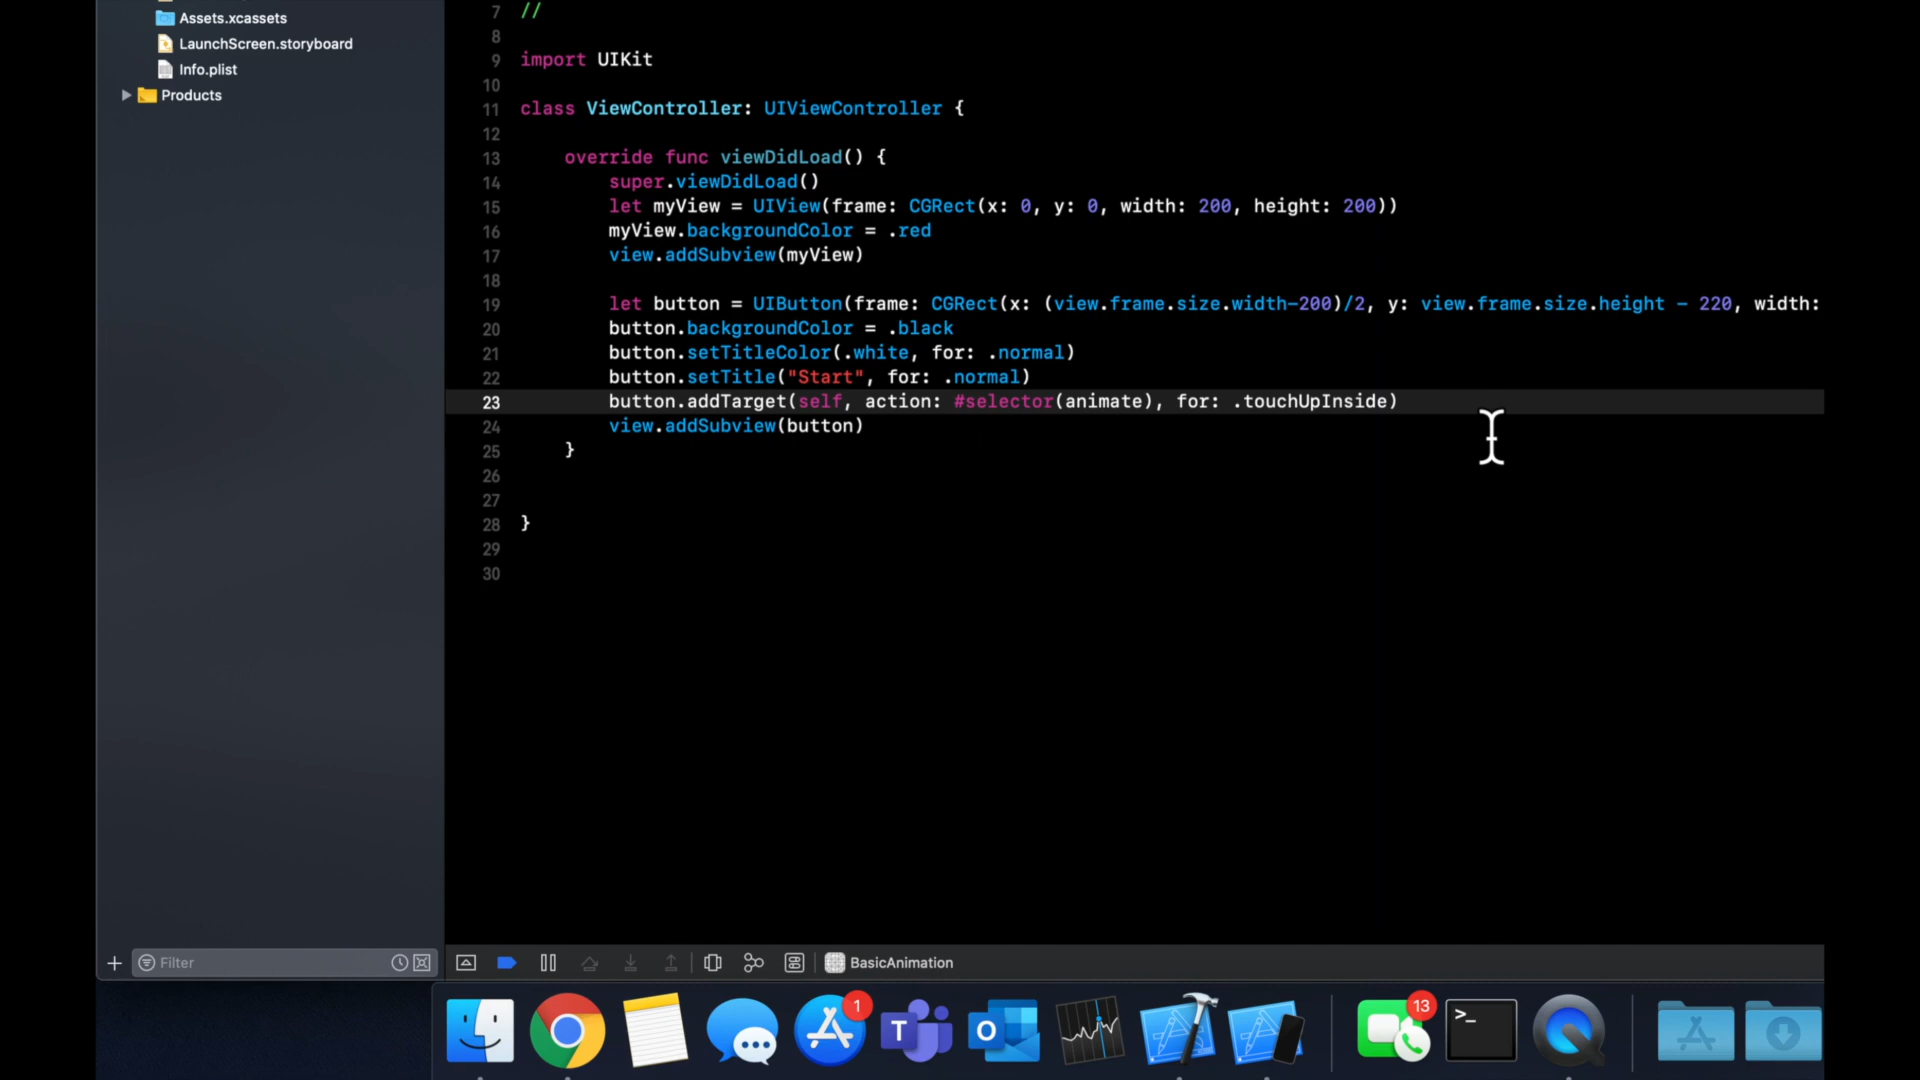 Assets.xcassets
LaunchScreen.storyboard
Info.plist
Products
7 //
8
9 import UIKit
10
11 class ViewController: UIViewController {
12
13 override func viewDidLoad() {
14 super.viewDidLoad()
15 let myView = UIView(frame: CGRect(x: 0, y: 0, width: 200, height: 200))
16 myView.backgroundColor = .red
17 view.addSubview(myView)
18
19 let button = UIButton(frame: CGRect(x: (view.frame.size.width-200)/2, y: view.frame.size.height - 220, width:
20 button.backgroundColor = .black
21 button.setTitleColor(.white, for: .normal)
22 button.setTitle("Start", for: .normal)
23 button.addTarget(self, action: #selector(animate), for: .touchUpInside)
24 view.addSubview(button)
25 }
26
27
28 }
29
30
Filter
BasicAnimation
1
T
O
13
>_